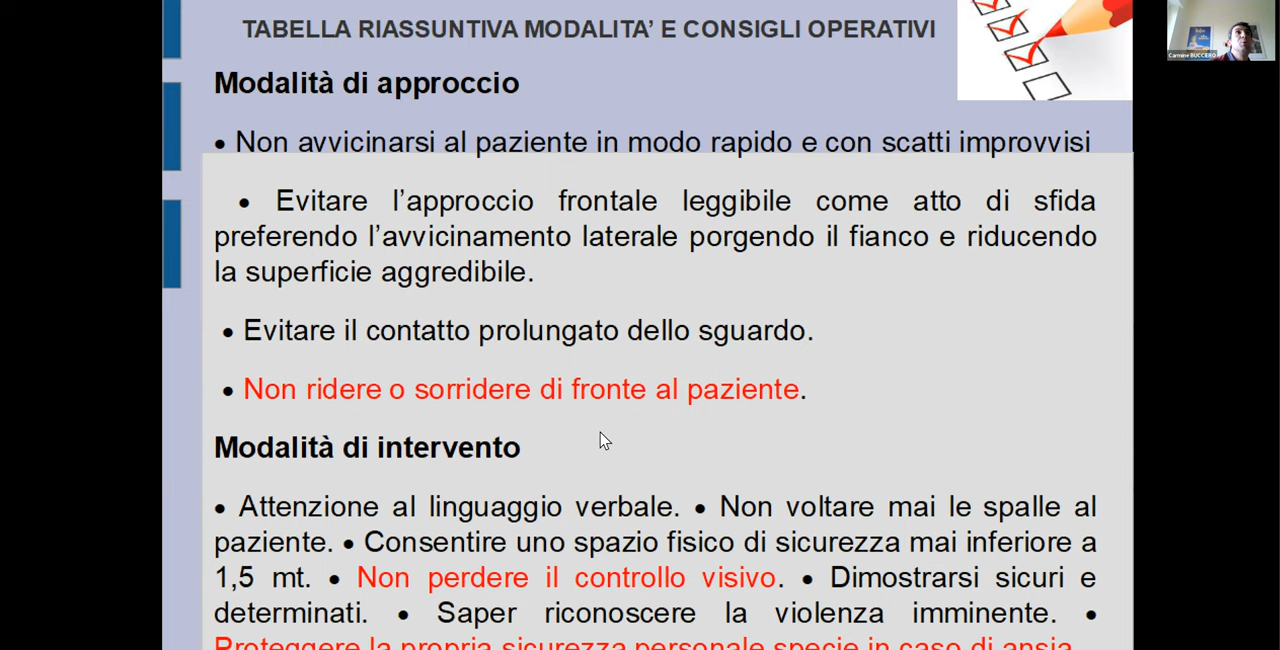 TABELLA RIASSUNTIVA MODALITA’ E CONSIGLI OPERATIVI
Modalità di approccio
• Non avvicinarsi al paziente in modo rapido e con scatti improvvisi
• Evitare l’approccio frontale leggibile come atto di sfida
preferendo l’avvicinamento laterale porgendo il fianco e riducendo
la superficie aggredibile.
• Evitare il contatto prolungato dello sguardo.
• Non ridere o sorridere di fronte al paziente.
Modalità di intervento
• Attenzione al linguaggio verbale. • Non voltare mai le spalle al
paziente. • Consentire uno spazio fisico di sicurezza mai inferiore a
1,5 mt. • Non perdere il controllo visivo. • Dimostrarsi sicuri e
determinati. • Saper riconoscere la violenza imminente. •
Proteggere la propria sicurezza personale specie in caso di ansia
Carmine BUCCERO